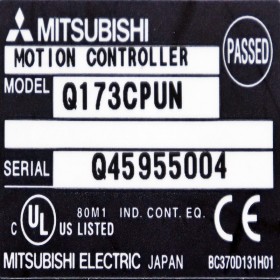 MITSUBISHI
MOTION CONTROLLER
PASSED
MODEL Q173CPUN
SERIAL Q45955004
C UL US LISTED
80M1 IND. CONT. EQ.
CE
MITSUBISHI ELECTRIC JAPAN BC370D131H01